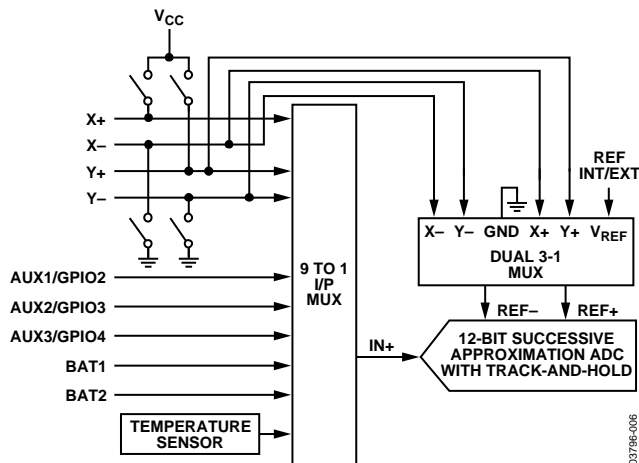 VCC
X+
X–
Y+
Y–
AUX1/GPIO2
AUX2/GPIO3
AUX3/GPIO4
BAT1
BAT2
TEMPERATURE
SENSOR
9 TO 1
I/P
MUX
REF
INT/EXT
X– Y– GND X+ Y+ VREF
DUAL 3-1
MUX
REF– REF+
IN+
12-BIT SUCCESSIVE
APPROXIMATION ADC
WITH TRACK-AND-HOLD
03796-006